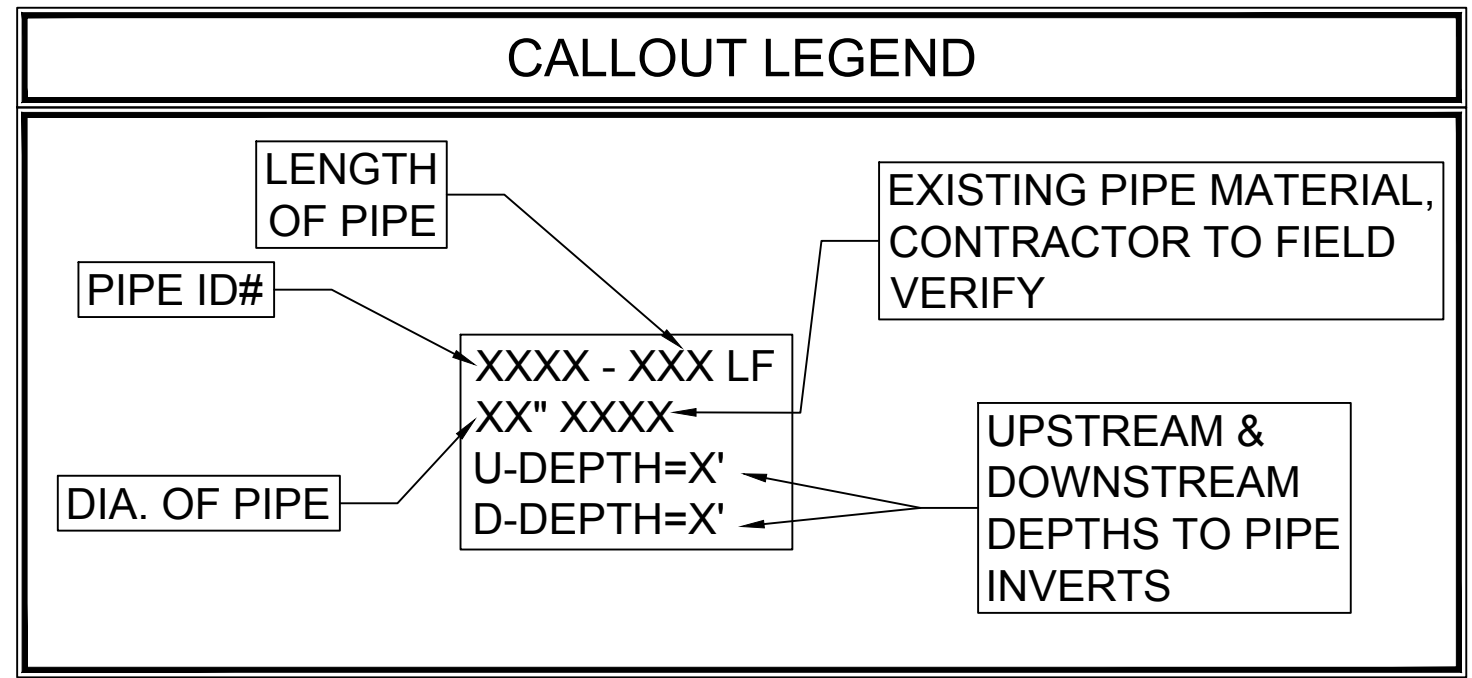 CALLOUT LEGEND
LENGTH
OF PIPE
EXISTING PIPE MATERIAL,
CONTRACTOR TO FIELD
VERIFY
PIPE ID#
XXXX - XXX LF
XX" XXXX
U-DEPTH=X'
D-DEPTH=X'
DIA. OF PIPE
UPSTREAM &
DOWNSTREAM
DEPTHS TO PIPE
INVERTS